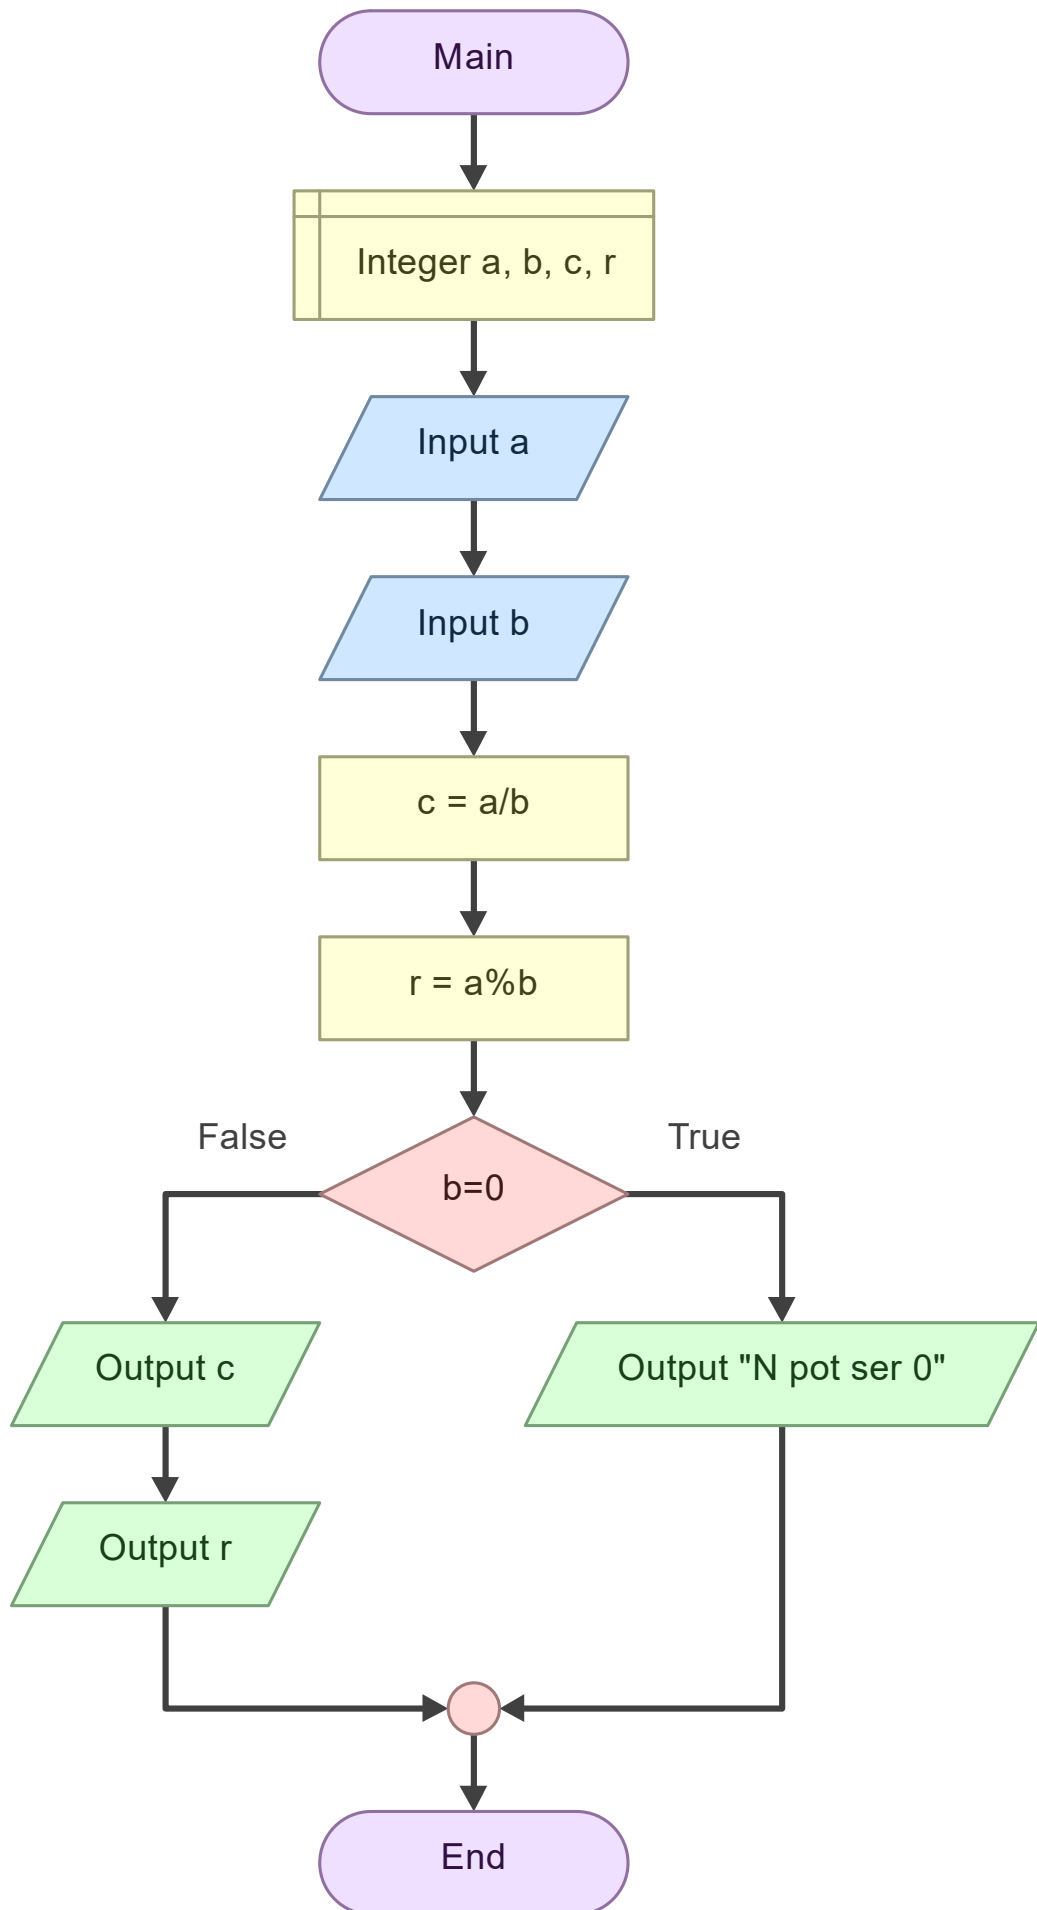 Main
Integer a, b, c, r
Input a
Input b
c = a/b
r = a%b
False
True
b=0
Output c
Output "N pot ser 0"
Output r
End